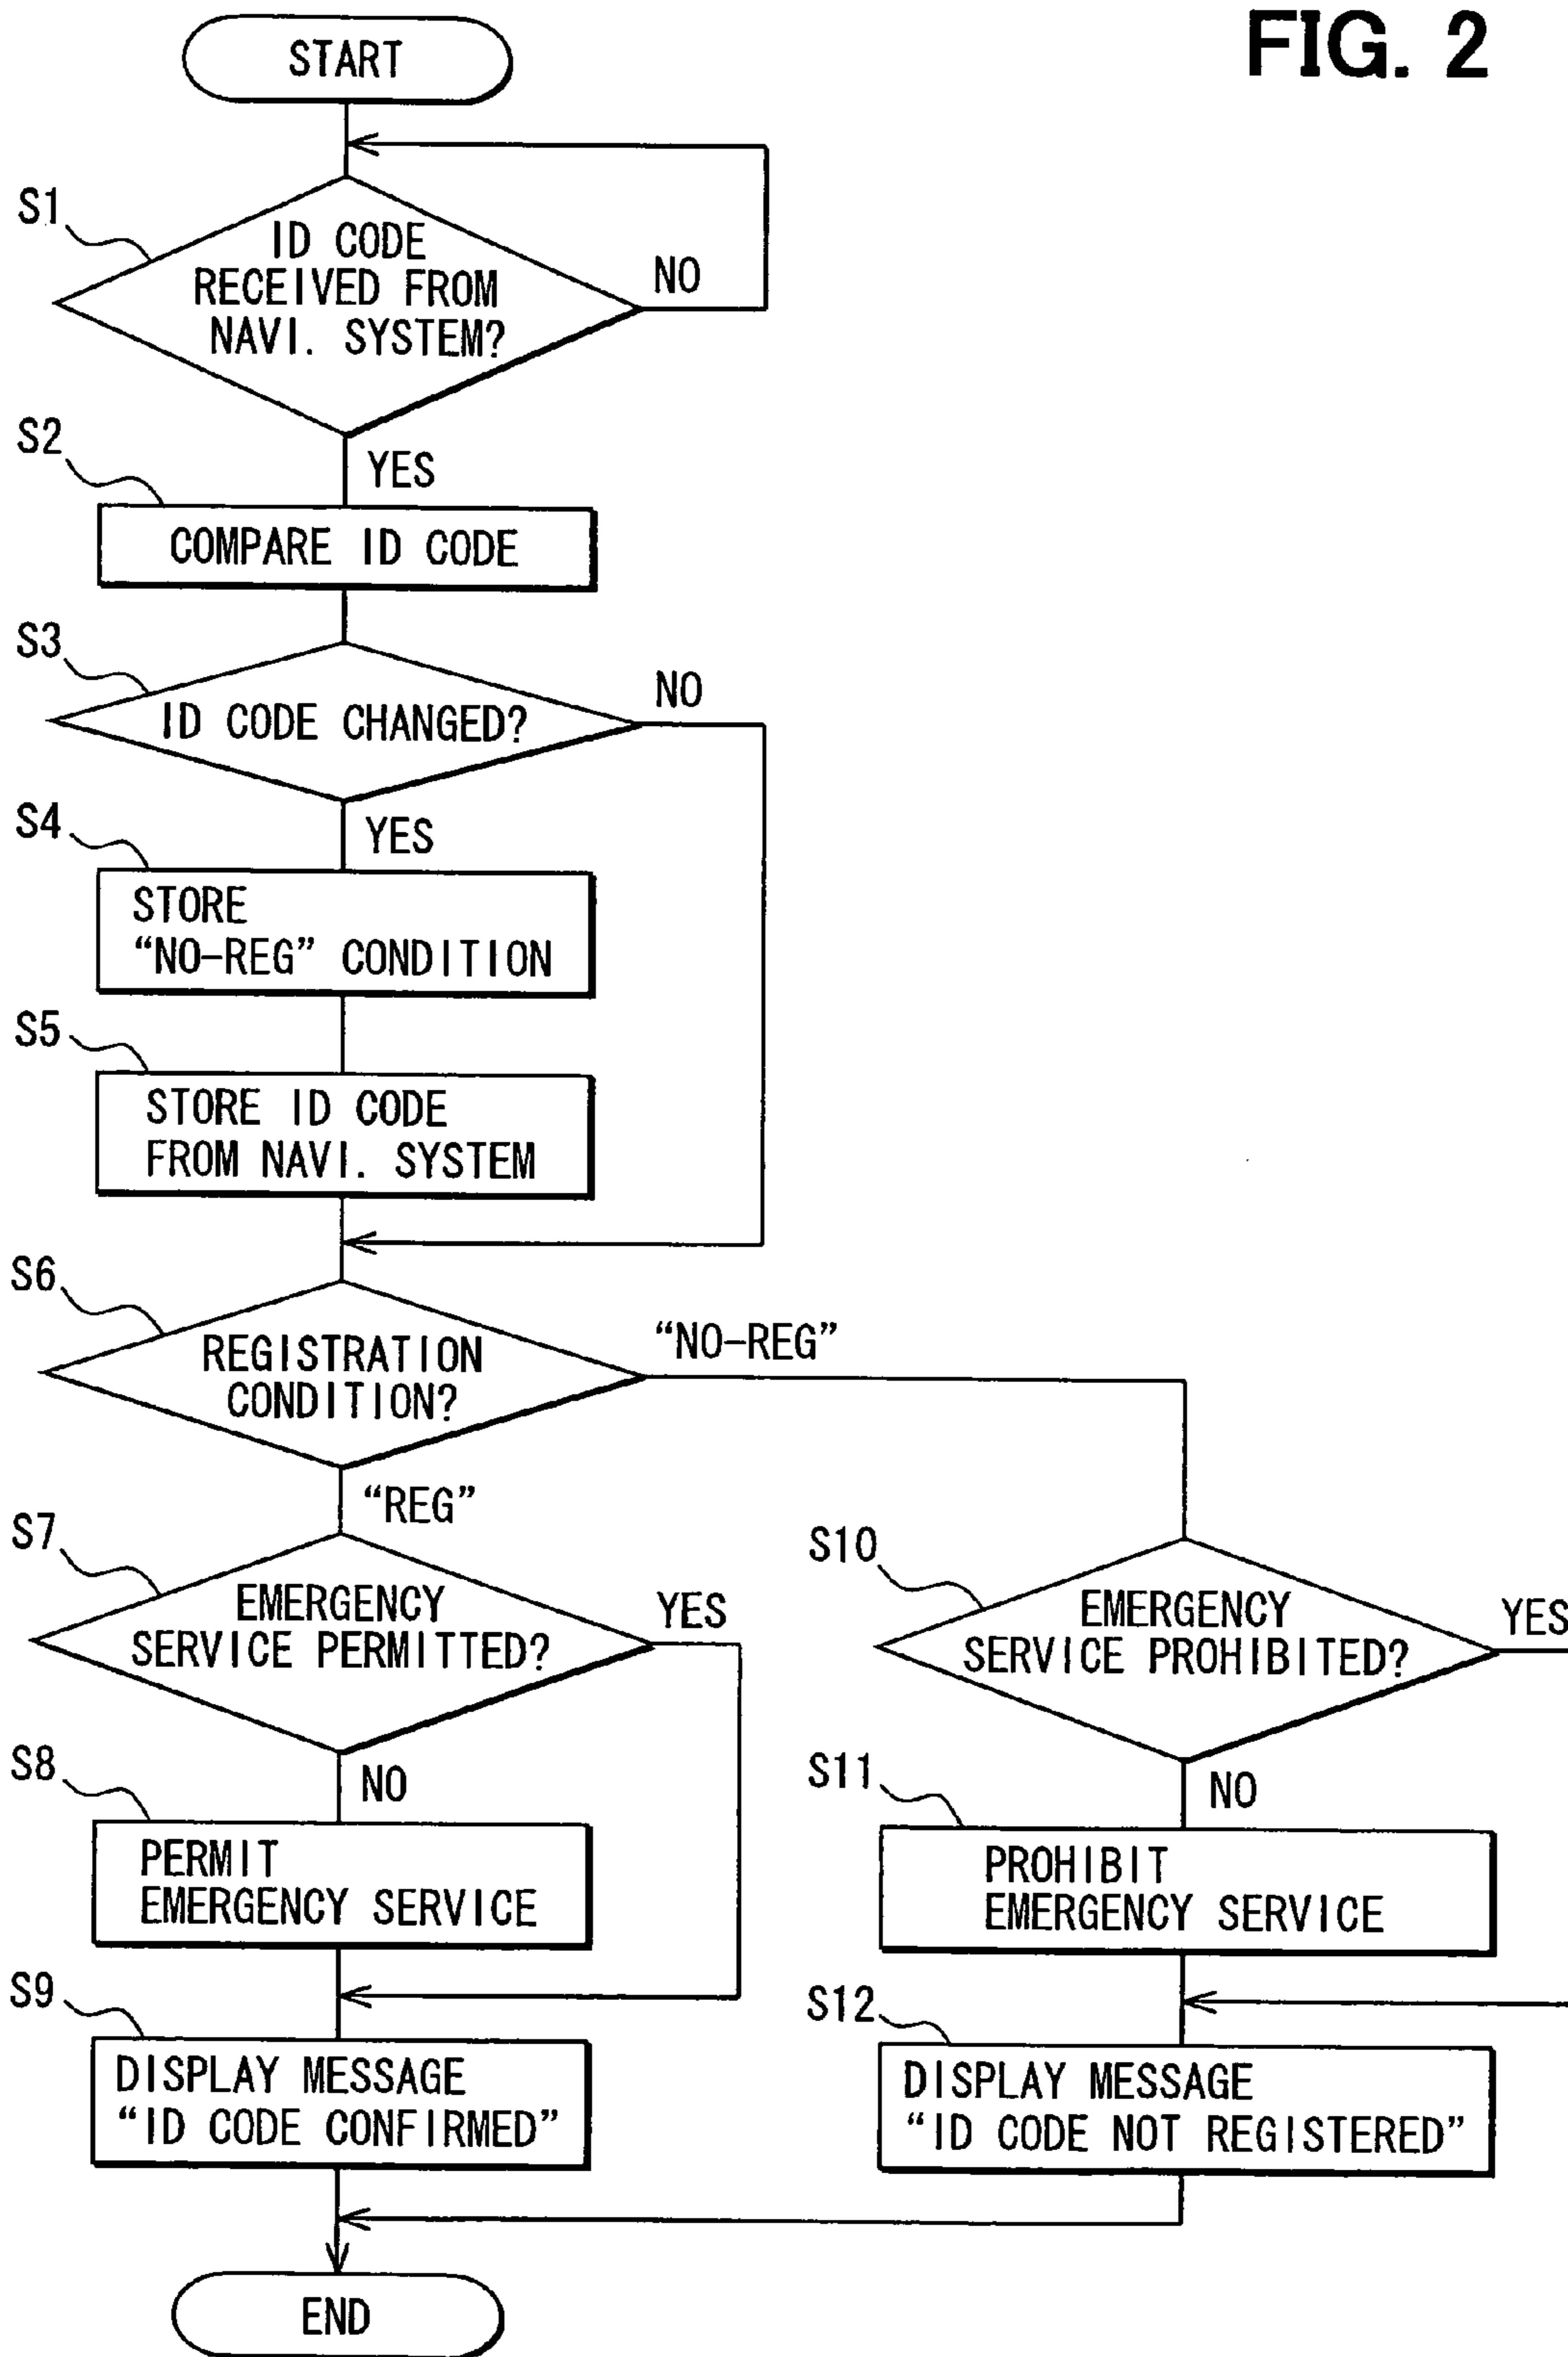 FIG. 2
START
S1
ID CODE
RECEIVED FROM
NAVI. SYSTEM?
NO
S2
YES
COMPARE ID CODE
S3
ID CODE CHANGED?
NO
S4
YES
STORE
“NO-REG” CONDITION
S5
STORE ID CODE
FROM NAVI. SYSTEM
S6
REGISTRATION
CONDITION?
“NO-REG”
“REG”
S7
EMERGENCY
SERVICE PERMITTED?
YES
S8
NO
PERMIT
EMERGENCY SERVICE
S9
DISPLAY MESSAGE
“ID CODE CONFIRMED”
S10
EMERGENCY
SERVICE PROHIBITED?
YES
S11
NO
PROHIBIT
EMERGENCY SERVICE
S12
DISPLAY MESSAGE
“ID CODE NOT REGISTERED”
END